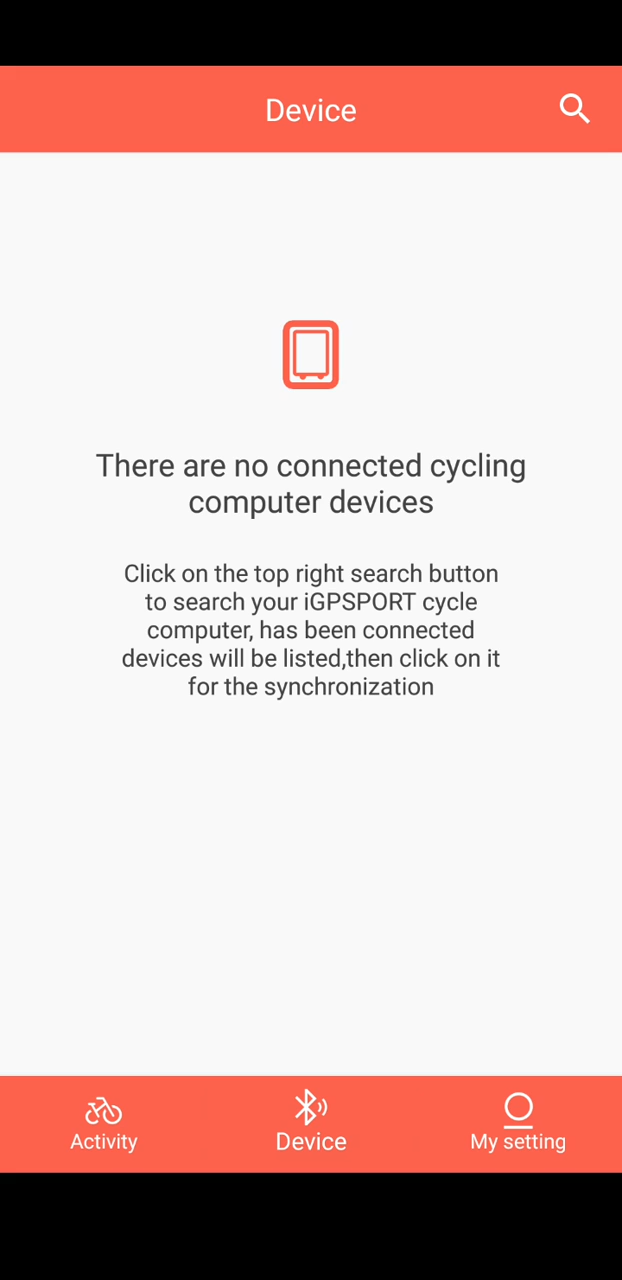 Device
There are no connected cycling
computer devices
Click on the top right search button
to search your iGPSPORT cycle
computer, has been connected
devices will be listed,then click on it
for the synchronization
Activity
Device
My setting